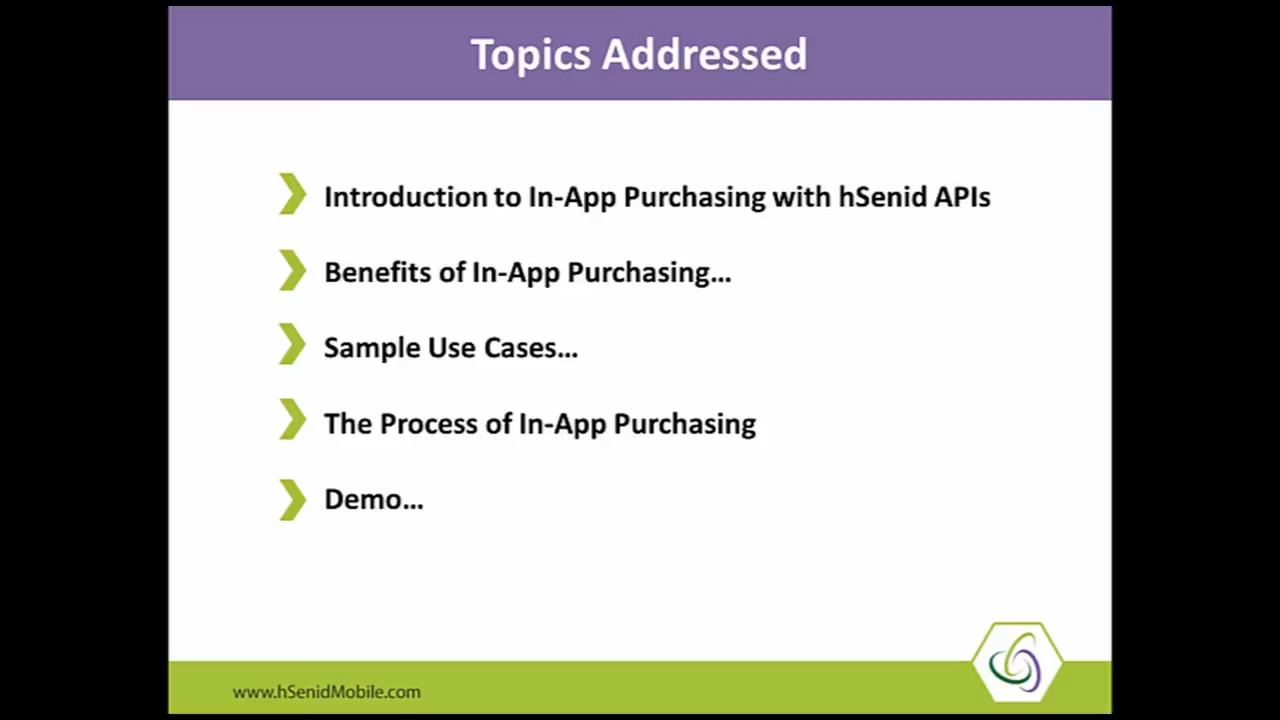 Topics Addressed
Introduction to In-App Purchasing with hSenid APIs
Benefits of In-App Purchasing...
Sample Use Cases...
The Process of In-App Purchasing
Demo...
www.hSenidMobile.com